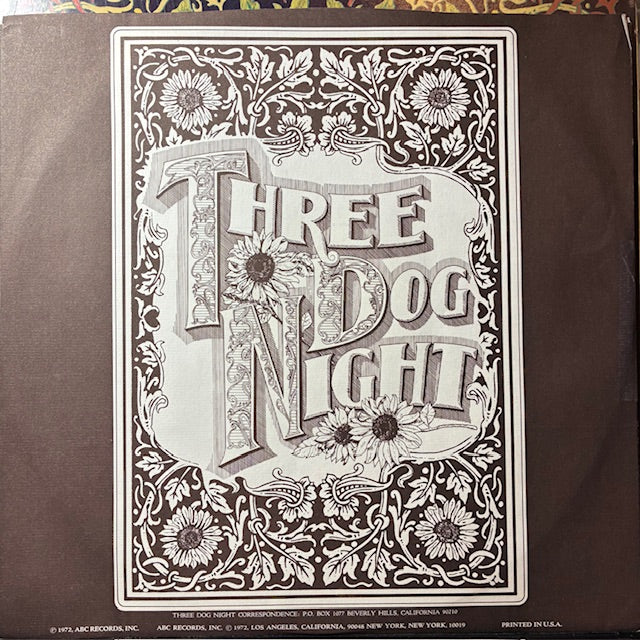 THREE
DOG
NIGHT
THREE DOG NIGHT CORRESPONDENCE: P.O. BOX 1077 BEVERLY HILLS, CALIFORNIA 90210
℗ 1972, ABC RECORDS, INC. ABC RECORDS, INC. © 1972, LOS ANGELES, CALIFORNIA, 90048 NEW YORK, NEW YORK, 10019 PRINTED IN U.S.A.